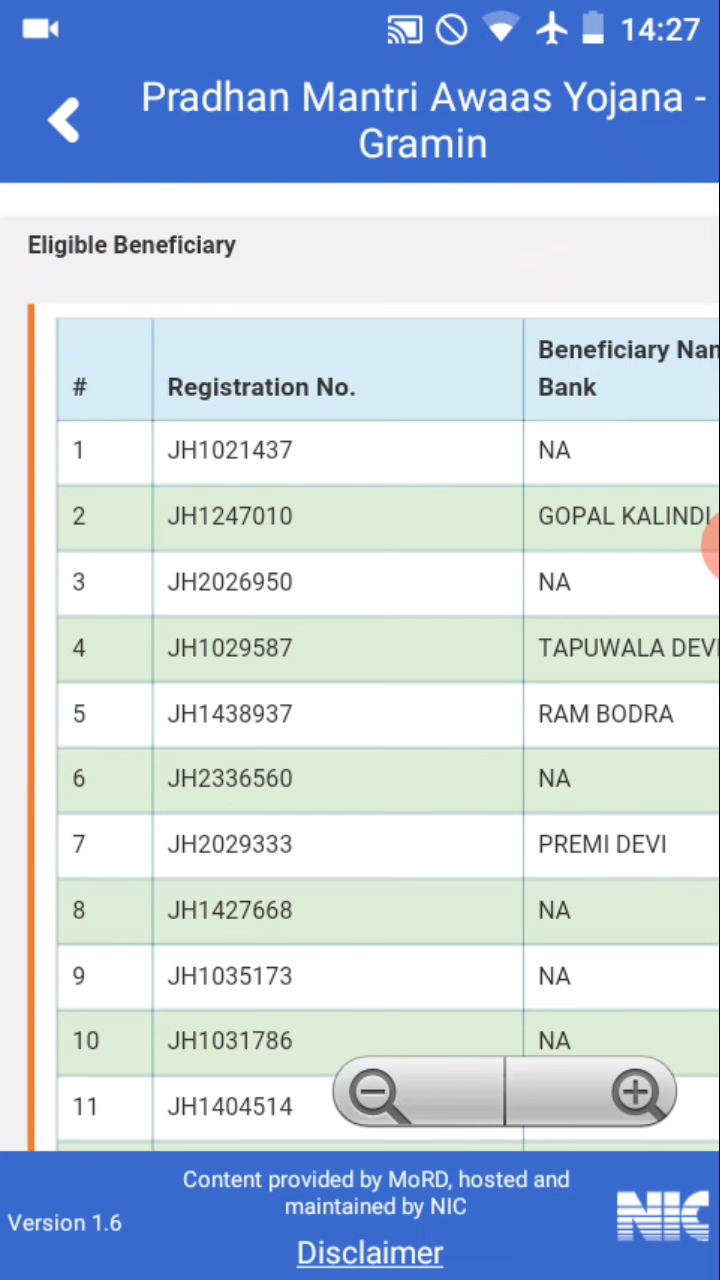 14:27
Pradhan Mantri Awaas Yojana -
Gramin
Eligible Beneficiary
Beneficiary
# Registration No. Bank
1 JH1021437 NA
2 JH1247010 GOPAL KALINDI
3 JH2026950 NA
4 JH1029587 TAPUWALA DEVI
5 JH1438937 RAM BODRA
6 JH2336560 NA
7 JH2029333 PREMI DEVI
8 JH1427668 NA
9 JH1035173 NA
10 JH1031786 NA
11 JH1404514
Content provided by MoRD, hosted and
maintained by NIC
Version 1.6
NIC
Disclaimer